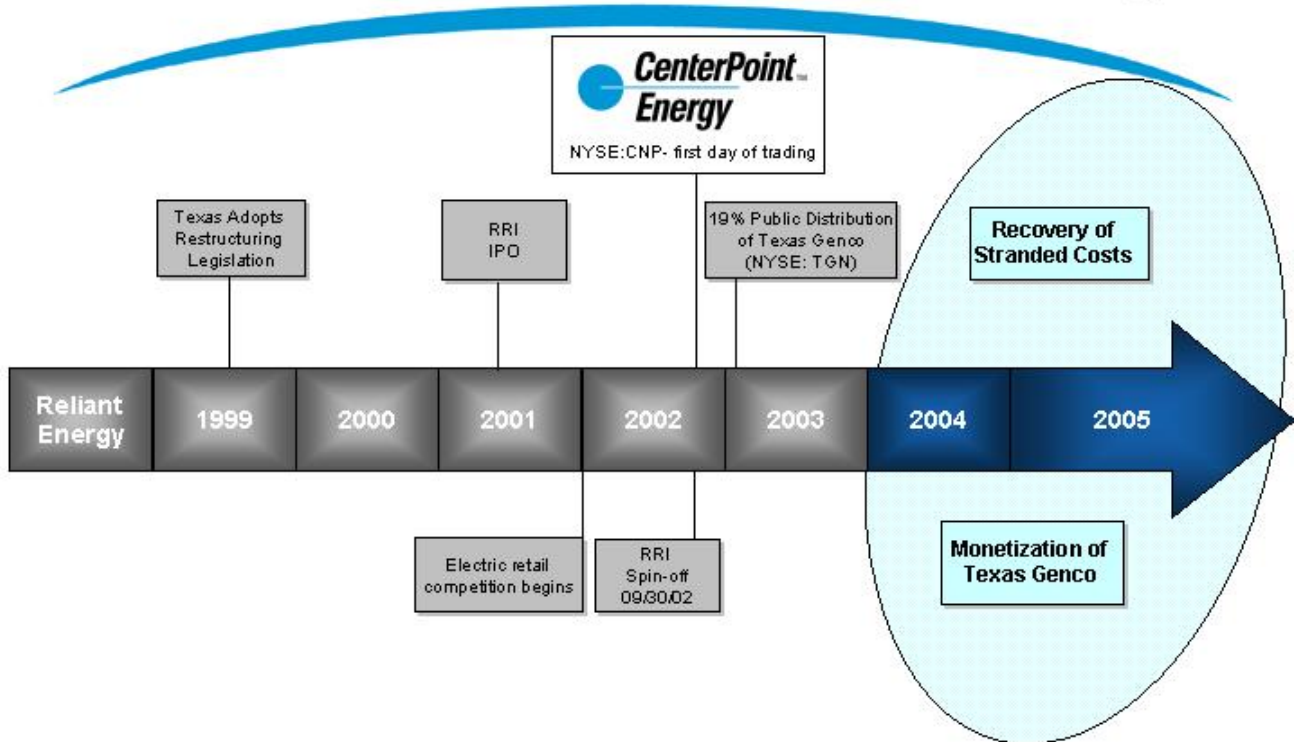 CenterPoint™
Energy
NYSE:CNP- first day of trading
Texas Adopts
Restructuring
Legislation
RRI
IPO
19% Public Distribution
of Texas Genco
(NYSE: TGN)
Recovery of
Stranded Costs
Reliant
Energy
1999
2000
2001
2002
2003
2004
2005
Electric retail
competition begins
RRI
Spin-off
09/30/02
Monetization of
Texas Genco